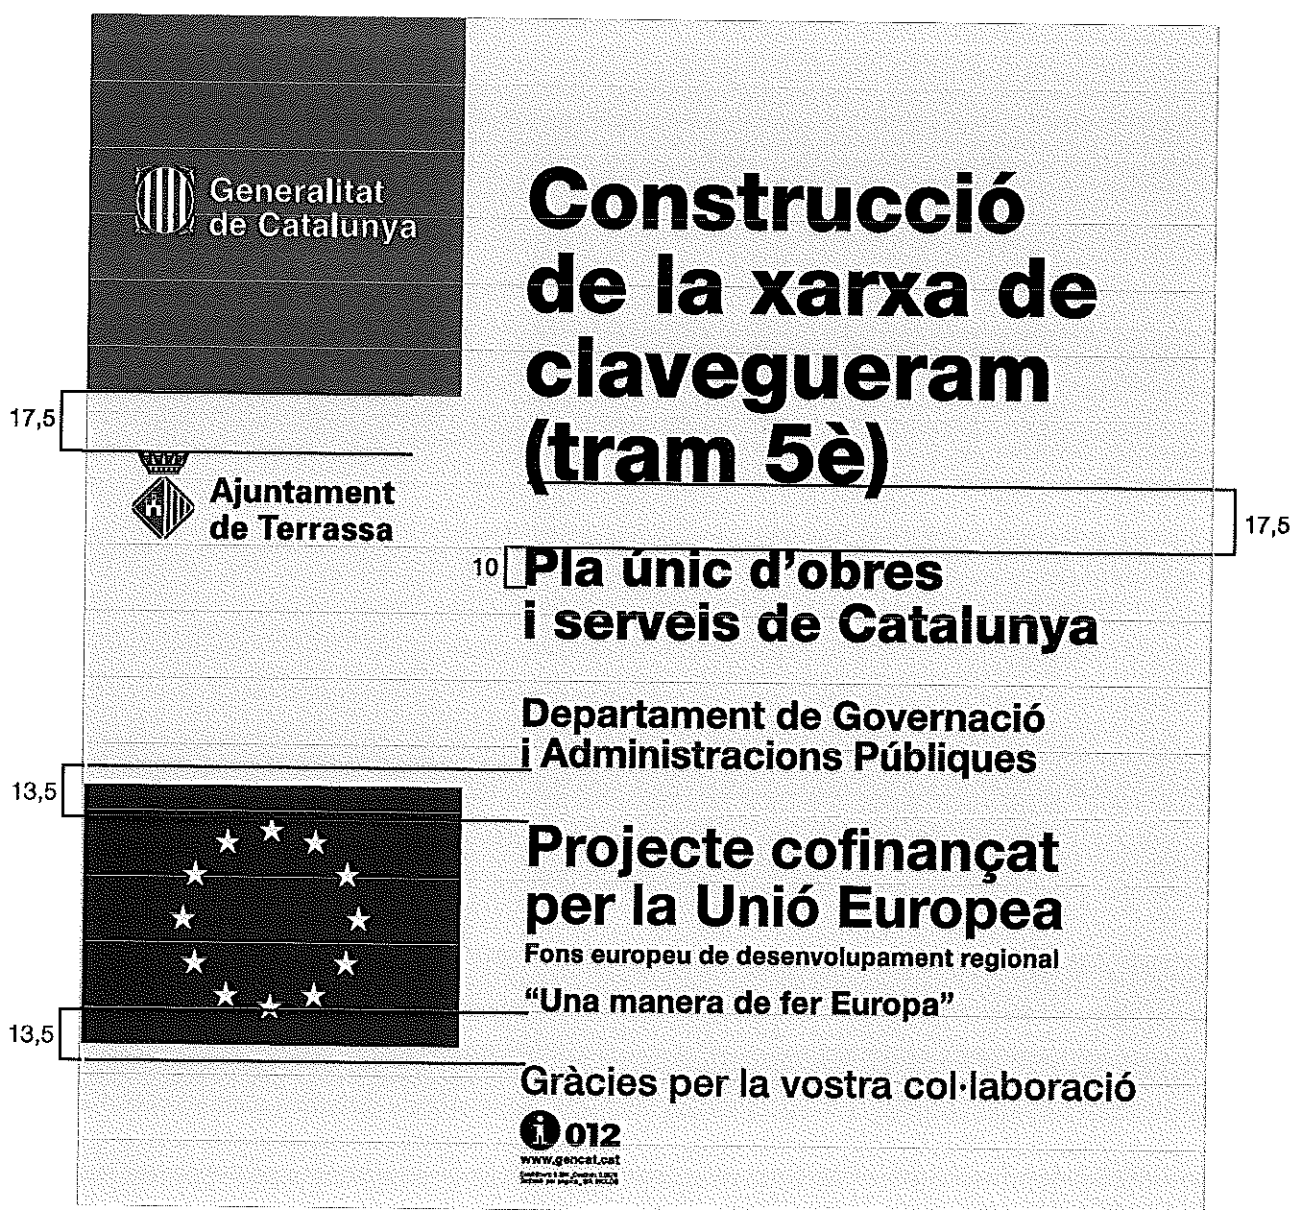 Generalitat
de Catalunya
Construcció
de la xarxa de
clavegueram
(tram 5è)
17,5
Ajuntament
de Terrassa
17,5
10
Pla únic d'obres
i serveis de Catalunya
Departament de Governació
i Administracions Públiques
13,5
Projecte cofinançat
per la Unió Europea
Fons europeu de desenvolupament regional
"Una manera de fer Europa"
13,5
Gràcies per la vostra col·laboració
012
www.gencat.cat